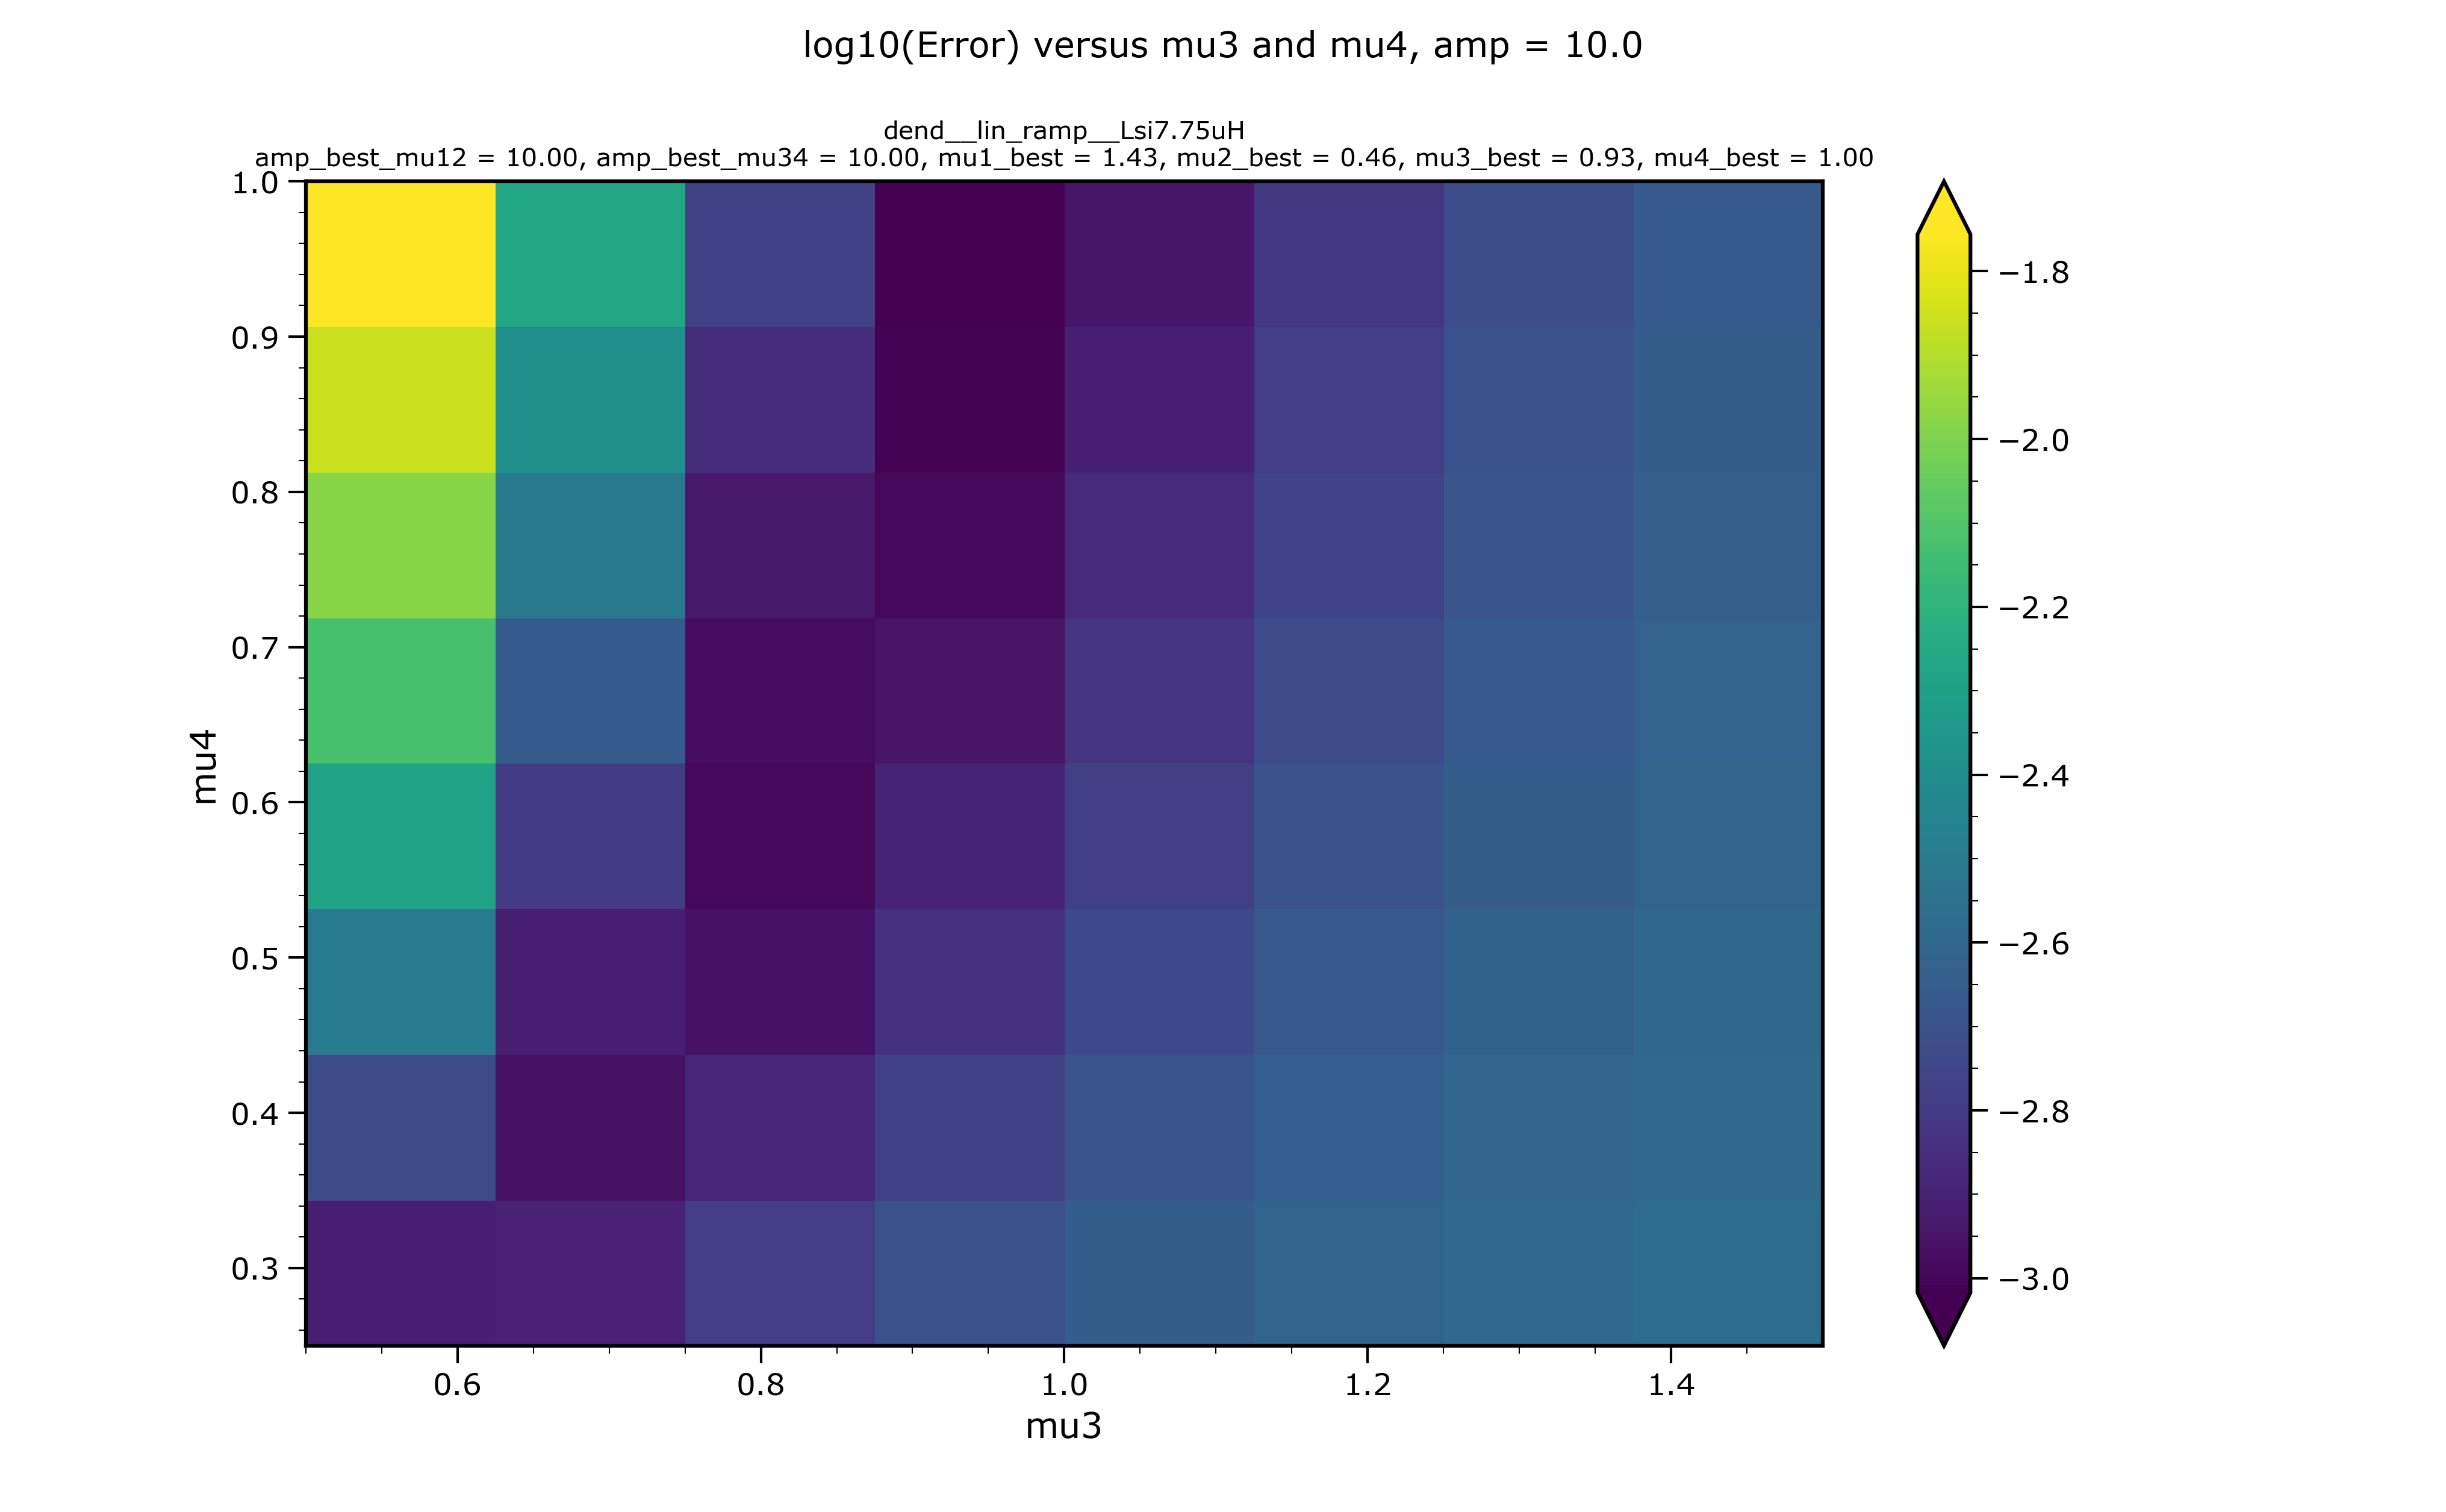 log10(Error) versus mu3 and mu4, amp = 10.0
dend__lin_ramp__Lsi7.75uH
amp_best_mu12 = 10.00, amp_best_mu34 = 10.00, mu1_best = 1.43, mu2_best = 0.46, mu3_best = 0.93, mu4_best = 1.00
1.0
0.9
0.8
0.7
0.6
0.5
0.4
0.3
mu4
0.6 0.8 1.0 1.2 1.4
mu3
−1.8
−2.0
−2.2
−2.4
−2.6
−2.8
−3.0